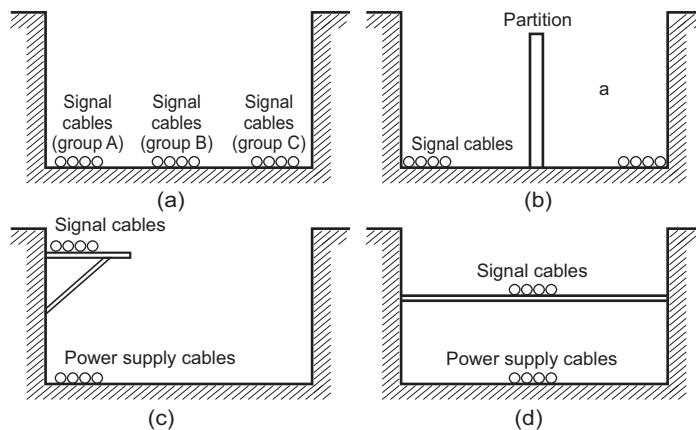 Signal
cables
(group A)
Signal
cables
(group B)
Signal
cables
(group C)
(a)
Partition
a
Signal cables
(b)
Signal cables
Power supply cables
(c)
Signal cables
Power supply cables
(d)